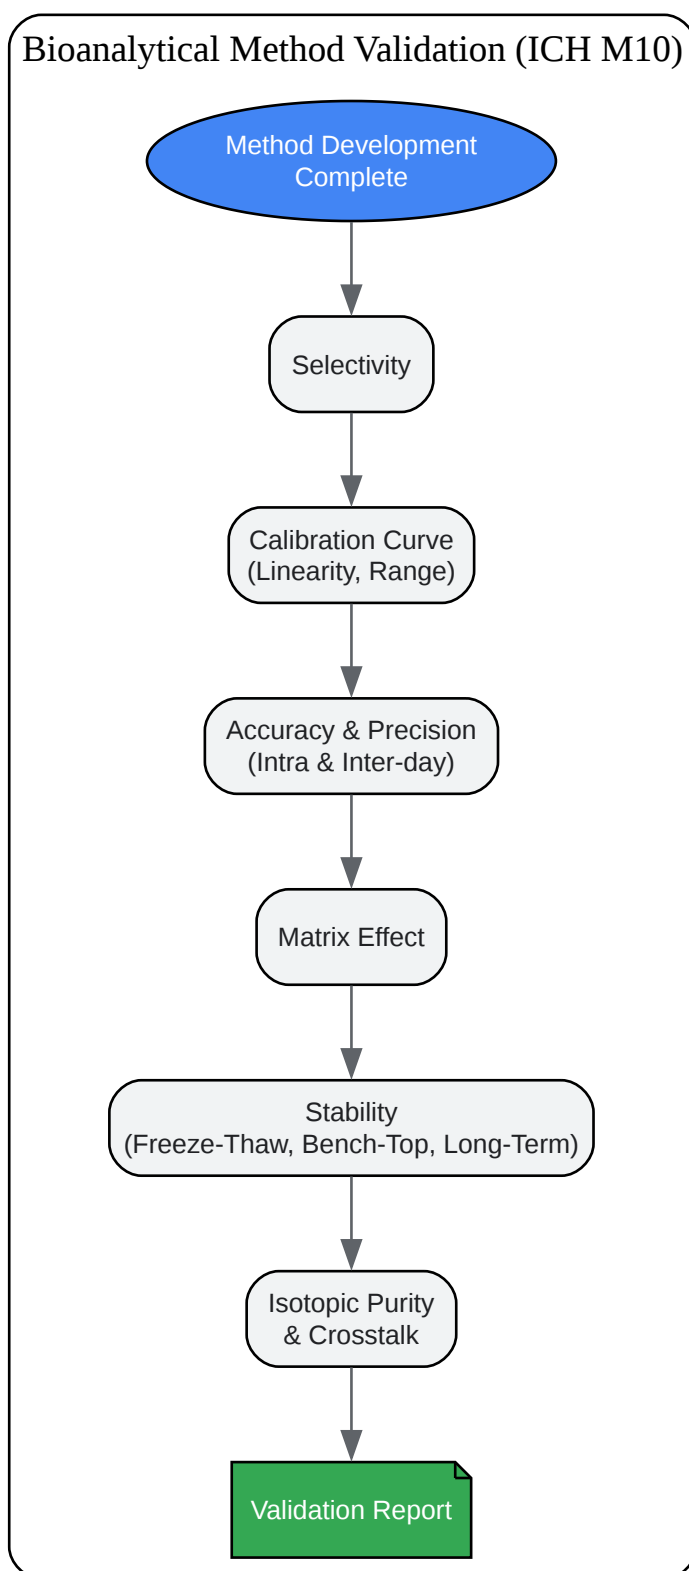 Bioanalytical Method Validation (ICH M10)
Method Development
Complete
Selectivity
Calibration Curve
(Linearity, Range)
Accuracy & Precision
(Intra & Inter-day)
Matrix Effect
Stability
(Freeze-Thaw, Bench-Top, Long-Term)
Isotopic Purity
& Crosstalk
Validation Report